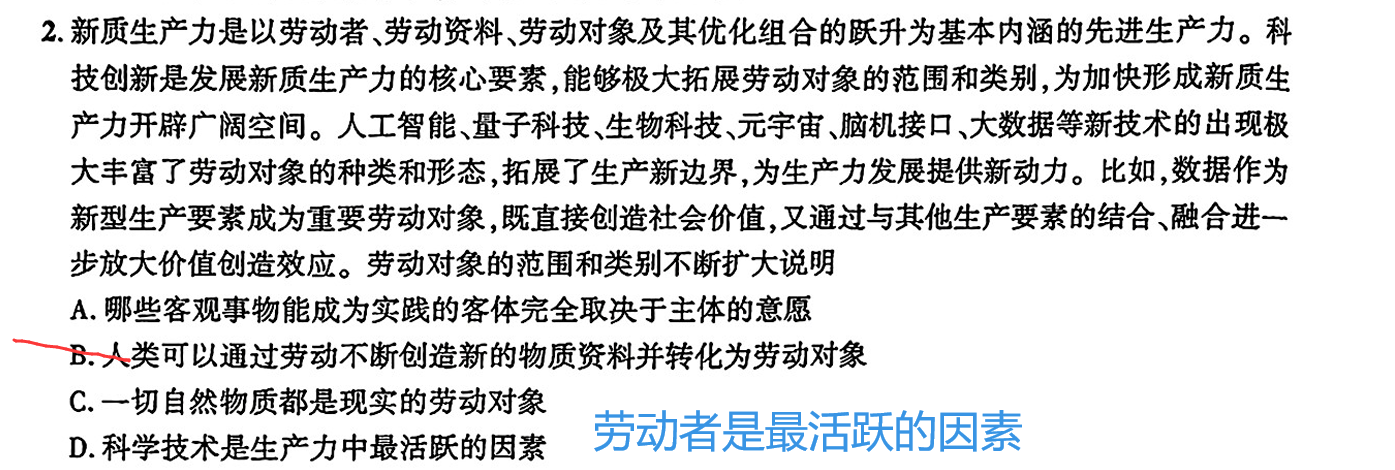 2. 新质生产力是以劳动者、劳动资料、劳动对象及其优化组合的跃升为基本内涵的先进生产力。科
技创新是发展新质生产力的核心要素,能够极大拓展劳动对象的范围和类别,为加快形成新质生
产力开辟广阔空间。人工智能、量子科技、生物科技、元宇宙、脑机接口、大数据等新技术的出现极
大丰富了劳动对象的种类和形态,拓展了生产新边界,为生产力发展提供新动力。比如,数据作为
新型生产要素成为重要劳动对象,既直接创造社会价值,又通过与其他生产要素的结合、融合进一
步放大价值创造效应。劳动对象的范围和类别不断扩大说明
A. 哪些客观事物能成为实践的客体完全取决于主体的意愿
B. 人类可以通过劳动不断创造新的物质资料并转化为劳动对象
C. 一切自然物质都是现实的劳动对象
D. 科学技术是生产力中最活跃的因素
劳动者是最活跃的因素